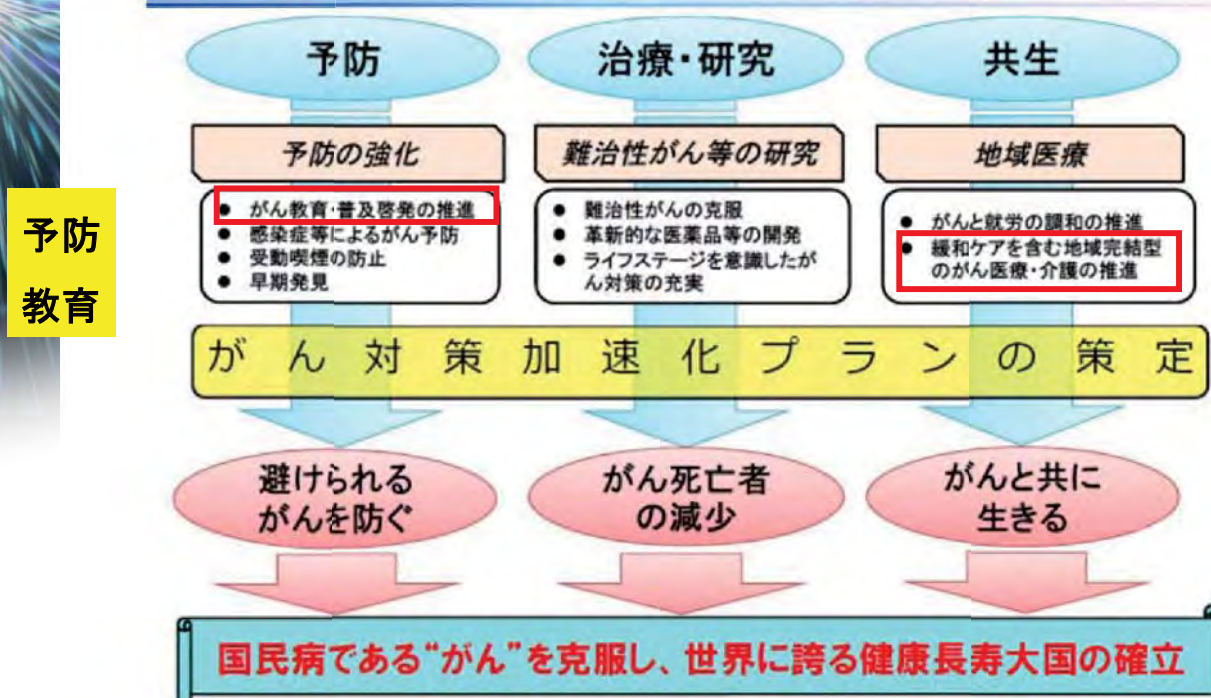 予防
治療・研究
共生
予防の強化
難治性がん等の研究
地域医療
● がん教育・普及啓発の推進
● 感染症等によるがん予防
● 受動喫煙の防止
● 早期発見
● 難治性がんの克服
● 革新的な医薬品等の開発
● ライフステージを意識したが
ん対策の充実
● がんと就労の調和の推進
● 緩和ケアを含む地域完結型
のがん医療・介護の推進
予防
教育
がん対策加速化プランの策定
避けられる
がんを防ぐ
がん死亡者
の減少
がんと共に
生きる
国民病である“がん”を克服し、世界に誇る健康長寿大国の確立